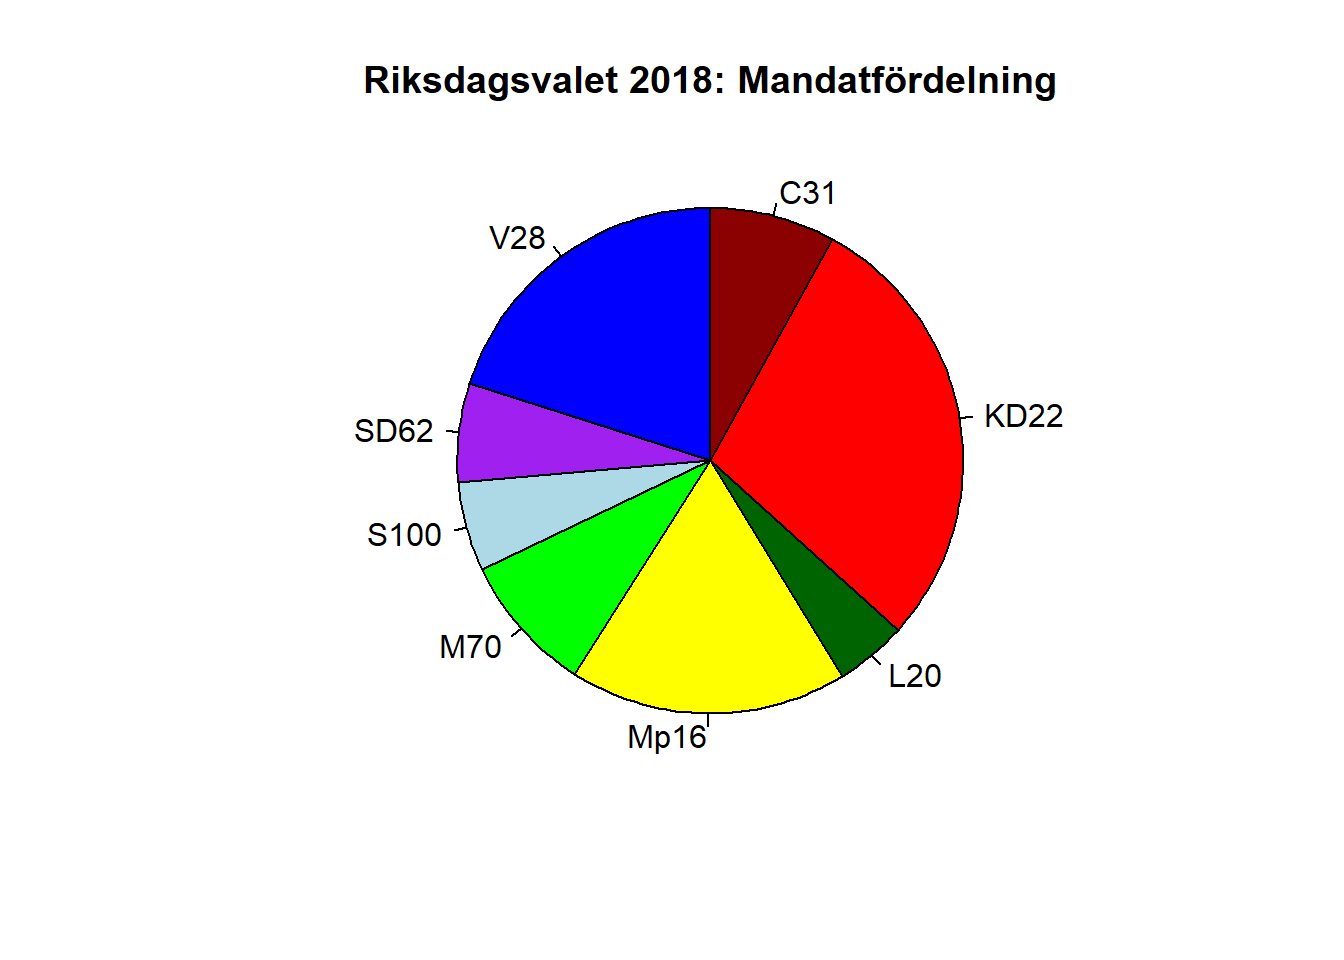 Riksdagsvalet 2018: Mandatfördelning
C31
V28
KD22
SD62
S100
M70
L20
Mp16